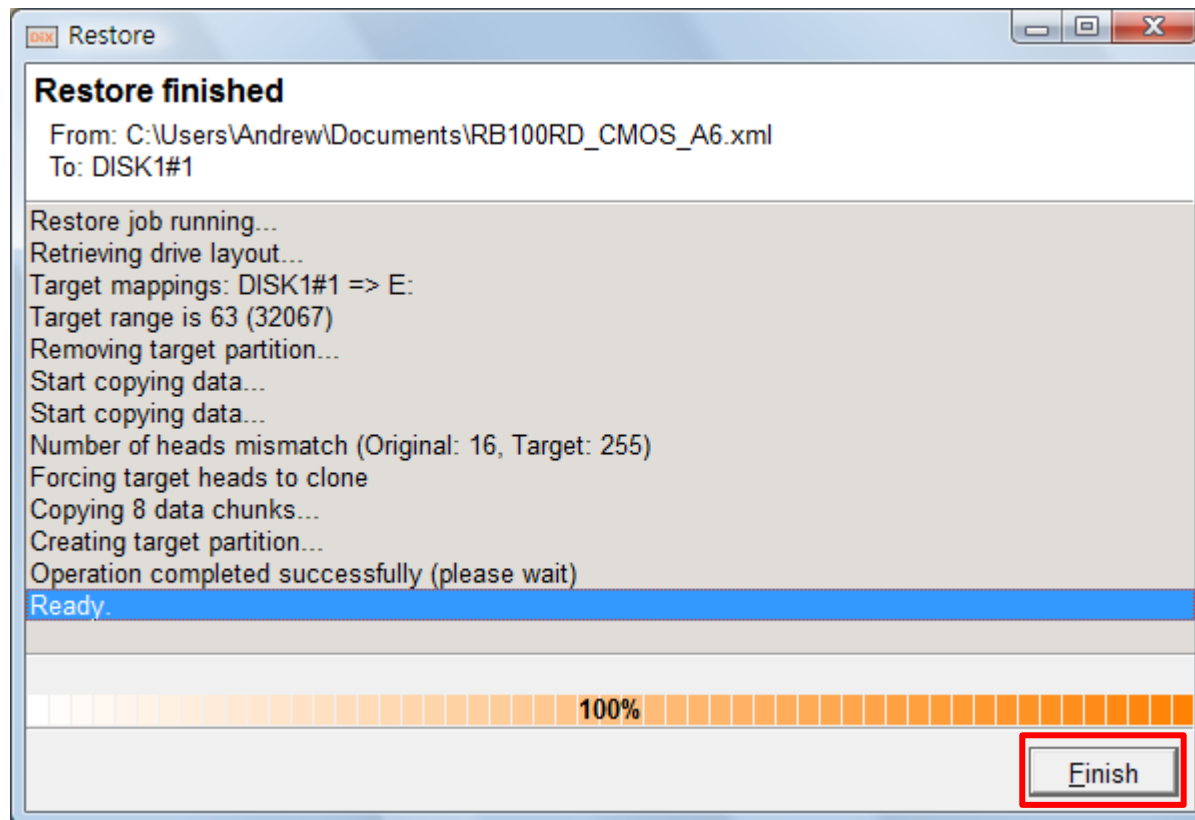 DiX Restore
Restore finished
From: C:\Users\Andrew\Documents\RB100RD_CMOS_A6.xml
To: DISK1#1
Restore job running...
Retrieving drive layout...
Target mappings: DISK1#1 => E:
Target range is 63 (32067)
Removing target partition...
Start copying data...
Start copying data...
Number of heads mismatch (Original: 16, Target: 255)
Forcing target heads to clone
Copying 8 data chunks...
Creating target partition...
Operation completed successfully (please wait)
Ready.
100%
Finish